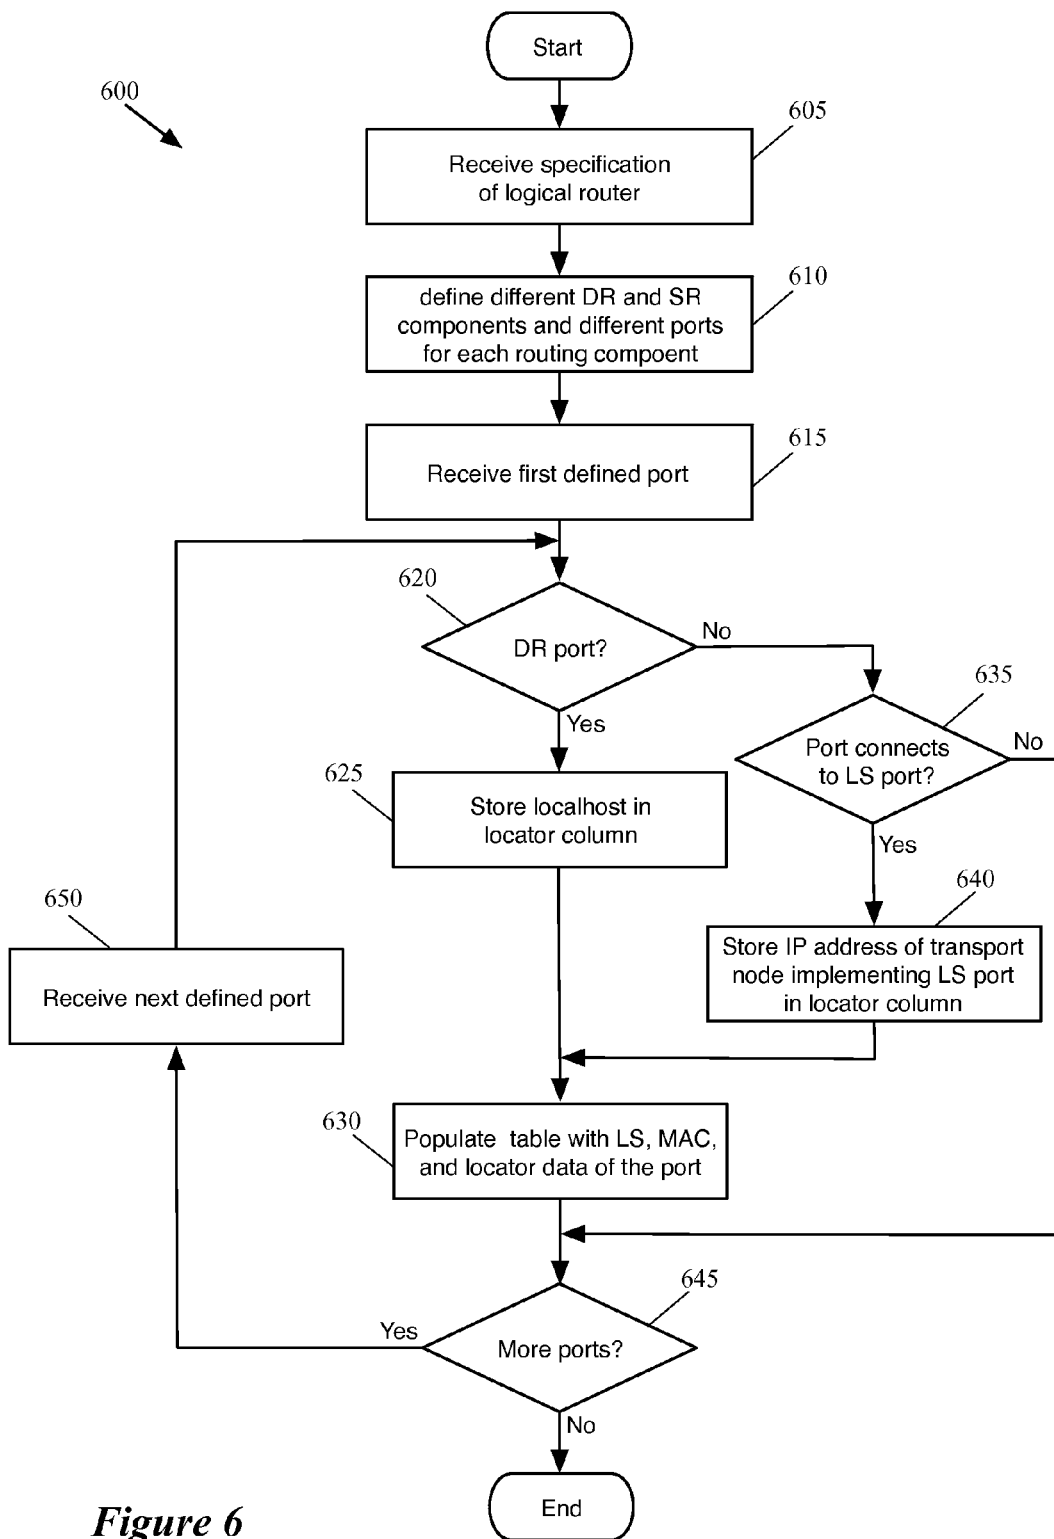 Start
600
605
Receive specification
of logical router
610
define different DR and SR
components and different ports
for each routing compoent
615
Receive first defined port
620
DR port?
No
Yes
635
Port connects
to LS port?
No
Yes
625
Store localhost in
locator column
640
Store IP address of transport
node implementing LS port
in locator column
650
Receive next defined port
630
Populate table with LS, MAC,
and locator data of the port
645
More ports?
Yes
No
End
Figure 6